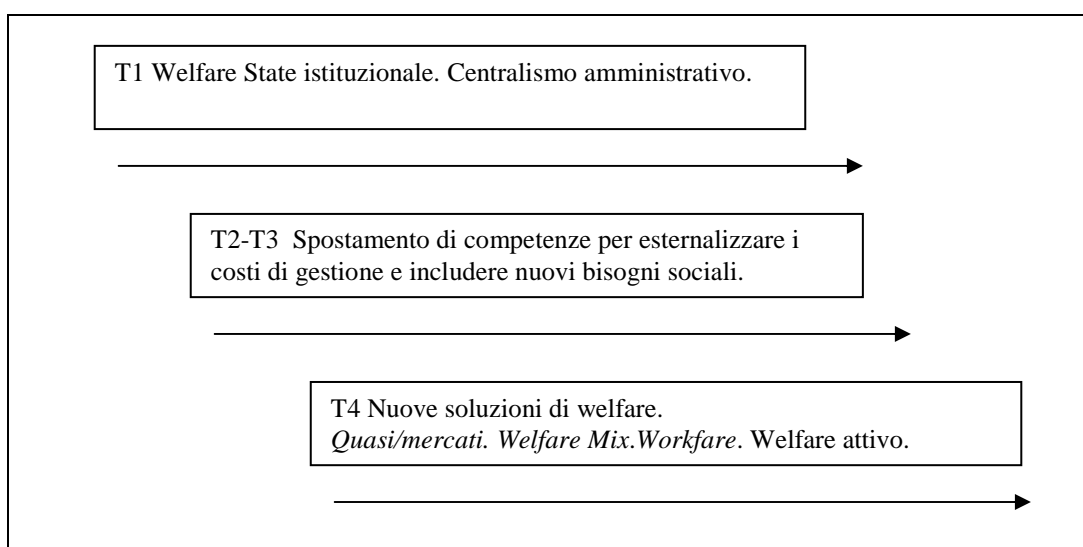 T1 Welfare State istituzionale. Centralismo amministrativo.
T2-T3  Spostamento di competenze per esternalizzare i
costi di gestione e includere nuovi bisogni sociali.
T4 Nuove soluzioni di welfare.
Quasi/mercati. Welfare Mix.Workfare. Welfare attivo.